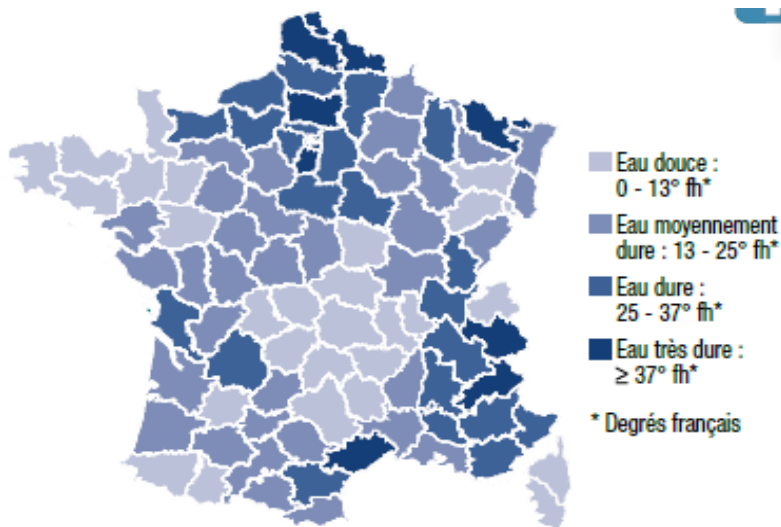 Eau douce :
0 - 13° fh*
Eau moyennement
dure : 13 - 25° fh*
Eau dure :
25 - 37° fh*
Eau très dure :
≥ 37° fh*
* Degrés français